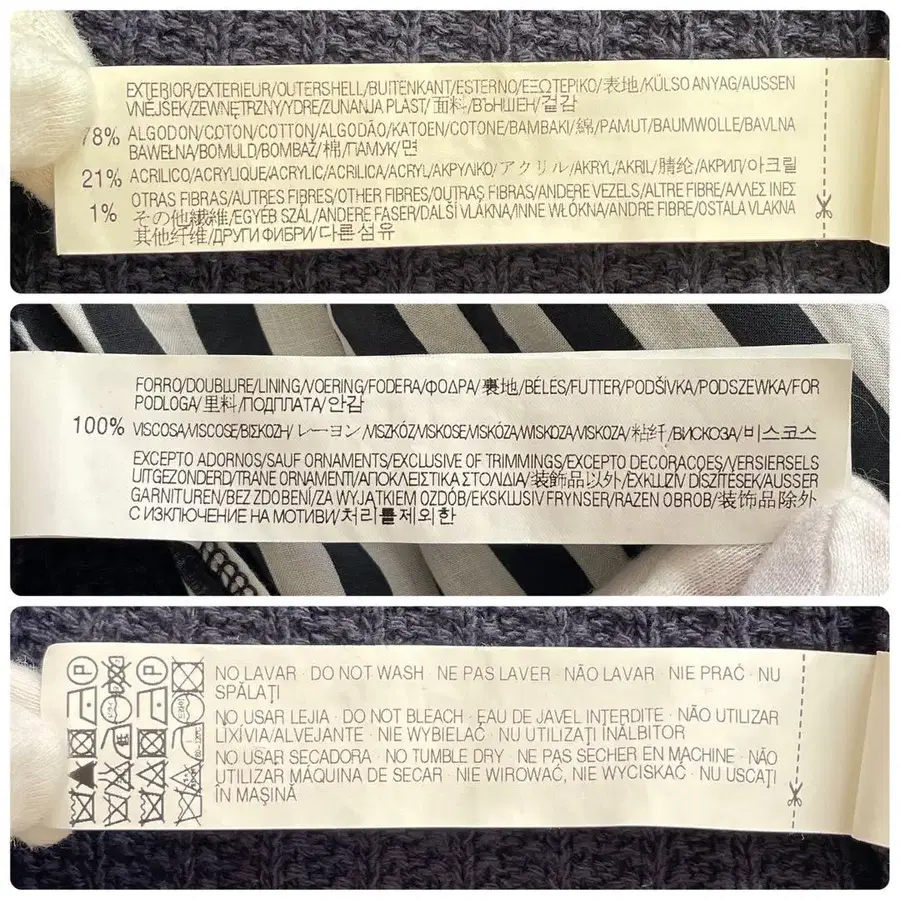 EXTERIOR/EXTERIEUR/OUTERSHELL/BUITENKANT/ESTERNO/ΕΞΩΤΕΡΙΚΟ/表地/KÜLSO ANYAG/AUSSEN
VNĚJSEK/ZEWNĘTRZNY/YDRE/ZUNANJA PLAST/面料/ВЪНШЕН/겉감
78% ALGODON/COTON/COTTON/ALGODÃO/KATOEN/COTONE/BAMBAKI/綿/PAMUT/BAUMWOLLE/BAVLNA
BAWEŁNA/BOMULD/BOMBAŽ/棉/ПАМУК/면
21% ACRILICO/ACRYLIQUE/ACRYLIC/ACRILICA/ACRYL/ΑΚΡΥΛΙΚΟ/アクリル/AKRYL/AKRIL/腈纶/АКРИЛ/아크릴
1% OTRAS FIBRAS/AUTRES FIBRES/OTHER FIBRES/OUTRAS FIBRAS/ANDERE VEZELS/ALTRE FIBRE/ΑΛΛΕΣ ΙΝΕΣ
その他繊維/EGYÉB SZÁL/ANDERE FASER/DALŠÍ VLÁKNA/INNE WŁÓKNA/ANDRE FIBRE/OSTALA VLAKNA
其他纤维/ДРУГИ ФИБРИ/다른 섬유
FORRO/DOUBLURE/LINING/VOERING/FODERA/ΦΟΔΡΑ/裏地/BÉLÉS/FUTTER/PODŠÍVKA/PODSZEWKA/FOR
PODLOGA/里料/ПОДПЛАТА/안감
100% VISCOSA/VISCOSE/ΒΙΣΚΟΖΗ/レーヨン/VISZKÓZ/VISKOSE/VISKÓZA/WISKOZA/VISKOZA/粘纤/ВИСКОЗА/비스코스
EXCEPTO ADORNOS/SAUF ORNAMENTS/EXCLUSIVE OF TRIMMINGS/EXCEPTO DECORAÇOES/VERSIERSELS
UITGEZONDERD/TRANE ORNAMENTI/ΑΠΟΚΛΕΙΣΤΙΚΑ ΣΤΟΛΙΔΙΑ/装飾品以外/EXKLUZÍV DÍSZITÉSEK/AUSSER
GARNITUREN/BEZ ZDOBENÍ/ZA WYJĄTKIEM OZDÓB/EKSKLUSIV FRYNSER/RAZEN OBROB/装饰品除外
С ИЗКЛЮЧЕНИЕ НА МОТИВИ/처리를제외한
NO LAVAR · DO NOT WASH · NE PAS LAVER · NÃO LAVAR · NIE PRAĆ · NU
SPĂLAŢI
NO USAR LEJIA · DO NOT BLEACH · EAU DE JAVEL INTERDITE · NÃO UTILIZAR
LIXÍVIA/ALVEJANTE · NIE WYBIELAĆ · NU UTILIZAŢI ÎNĂLBITOR
NO USAR SECADORA · NO TUMBLE DRY · NE PAS SÉCHER EN MACHINE · NÃO
UTILIZAR MÁQUINA DE SECAR · NIE WIROWAĆ, NIE WYCISKAĆ · NU USCAŢI
ÎN MAŞINĂ